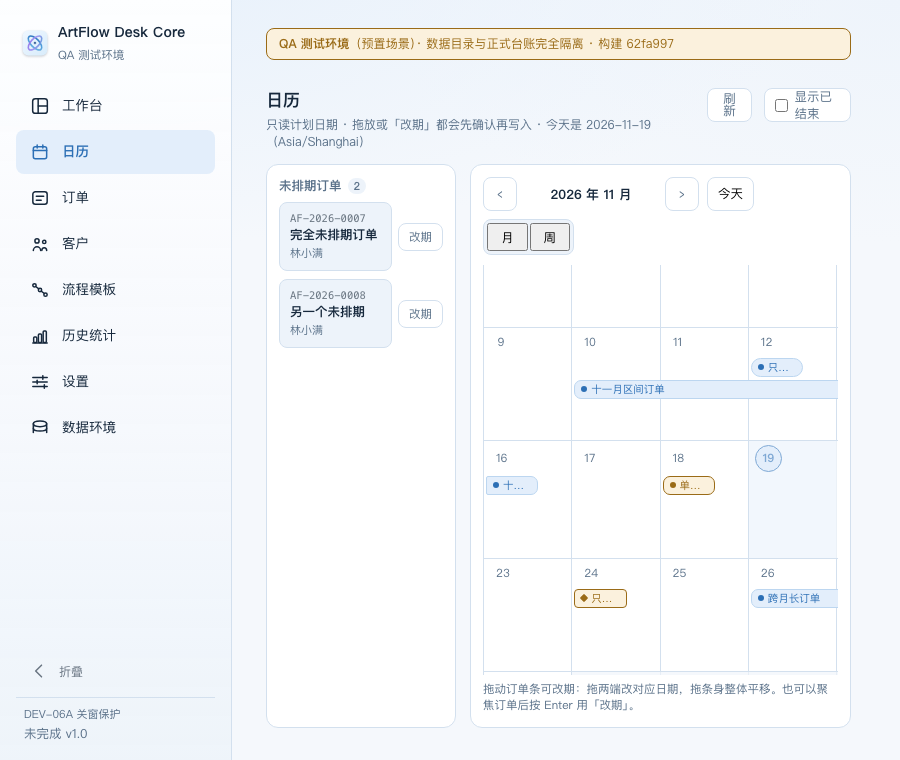 ArtFlow Desk Core
QA 测试环境
工作台
日历
订单
客户
流程模板
历史统计
设置
数据环境
折叠
DEV-06A 关窗保护
未完成 v1.0
QA 测试环境（预置场景）· 数据目录与正式台账完全隔离 · 构建 62fa997
日历
只读计划日期 · 拖放或「改期」都会先确认再写入 · 今天是 2026-11-19
（Asia/Shanghai）
刷
新
显示已
结束
未排期订单 2
AF-2026-0007
完全未排期订单
林小满
改期
AF-2026-0008
另一个未排期
林小满
改期
‹ 2026 年 11 月 › 今天
月 周
9 10 11 12
只…
十一月区间订单
16 17 18 19
十… 单…
23 24 25 26
只… 跨月长订单
拖动订单条可改期：拖两端改对应日期，拖条身整体平移。也可以聚
焦订单后按 Enter 用「改期」。